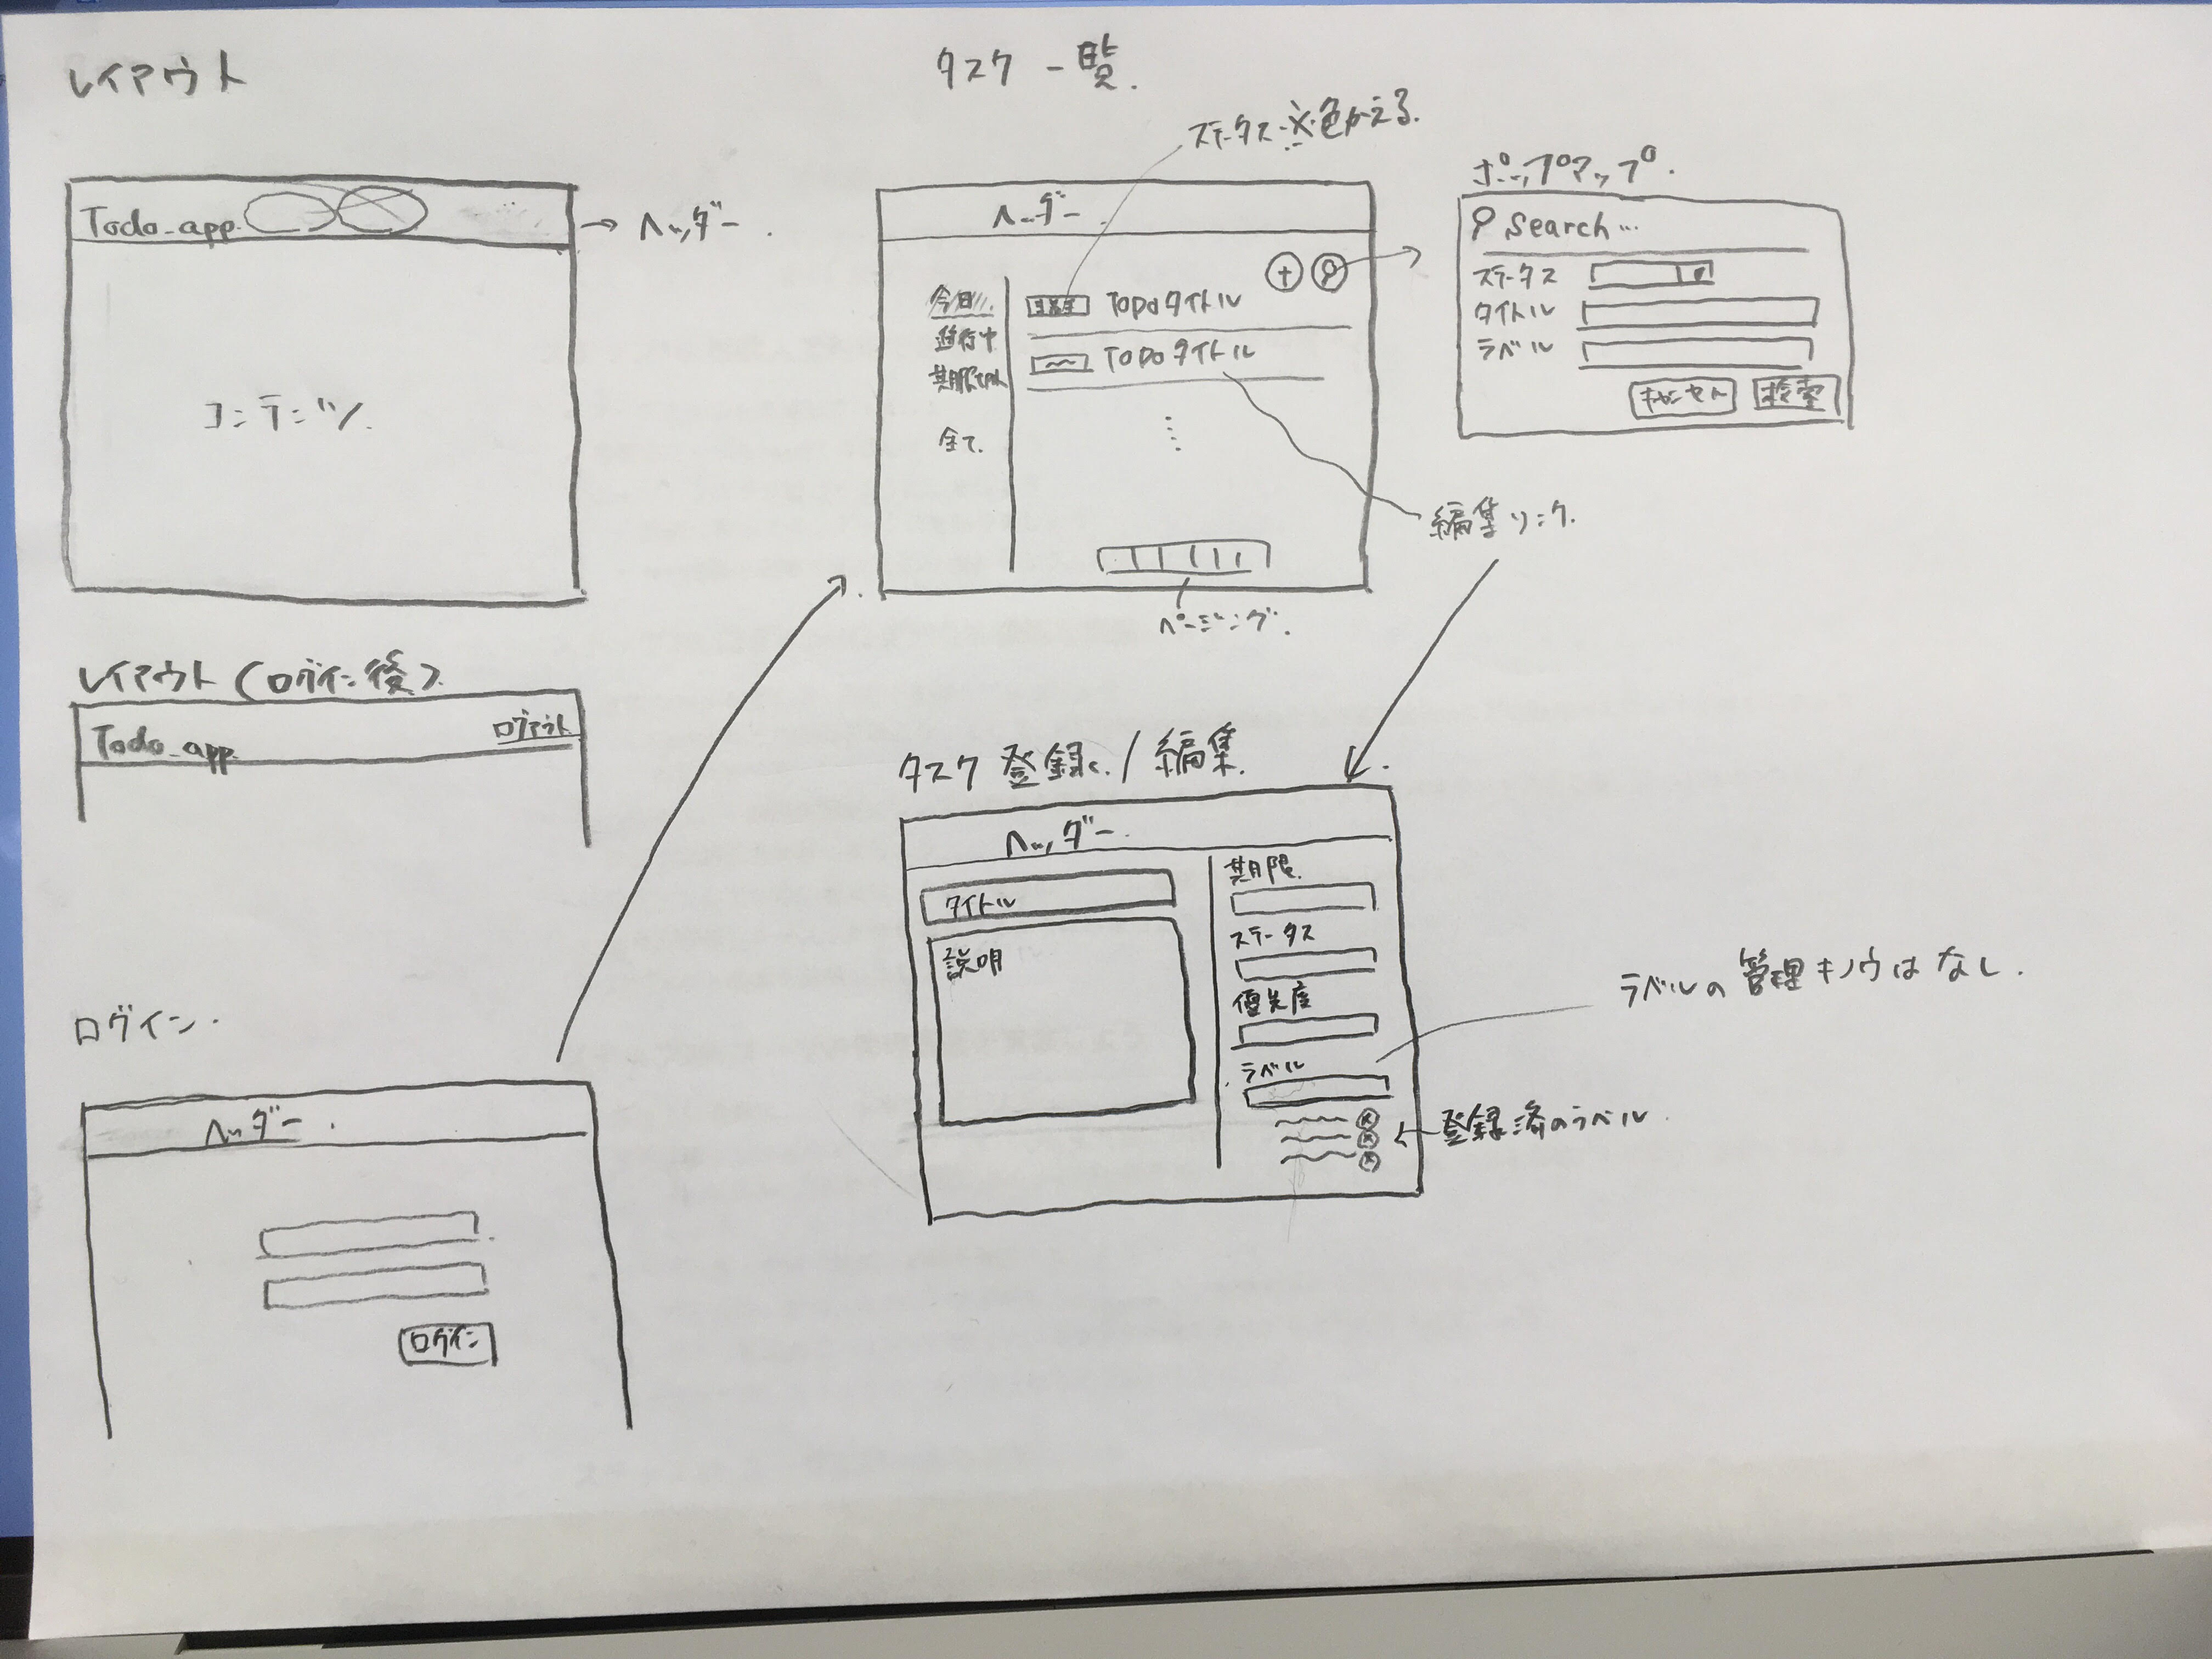 レイアウト
Todo_app.
→ ヘッダー.
コンテンツ.
レイアウト(ログイン後)
Todo_app
ログアウト
ログイン.
ヘッダー.
ログイン
タスク一覧.
ステータス ※色かえる.
ヘッダー.
今日
進行中
期限切れ
全て.
TODOタイトル
TODOタイトル
ページング.
編集リンク.
ポップアップ.
Search...
ステータス
タイトル
ラベル
キャンセル
検索
タスク登録/編集.
ヘッダー.
タイトル
説明
期限.
ステータス
優先度
ラベル
ラベルの管理キノウはなし.
←登録済のラベル